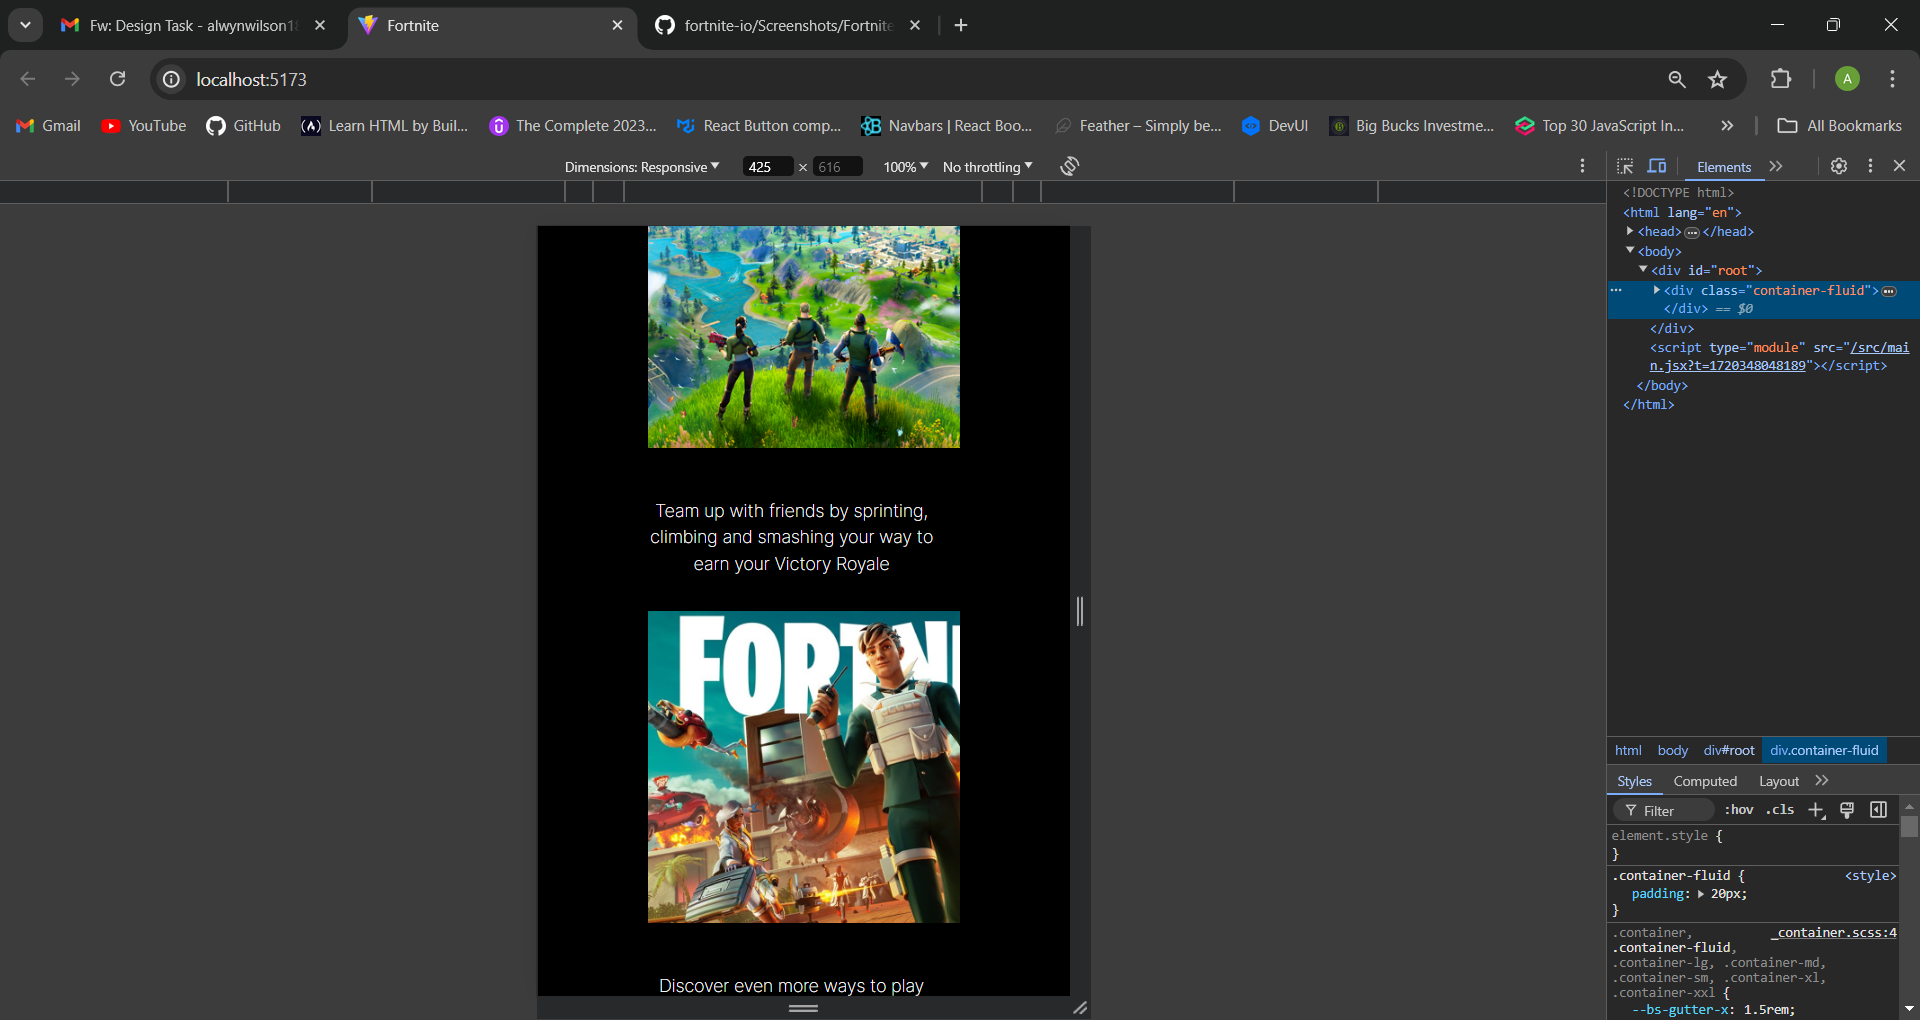 Fw: Design Task - alwynwilson18
Fortnite
fortnite-io/Screenshots/Fortnite
localhost:5173
A
Gmail
YouTube
GitHub
Learn HTML by Buil...
The Complete 2023...
React Button comp...
Navbars | React Boo...
Feather – Simply be...
DevUI
Big Bucks Investme...
Top 30 JavaScript In...
All Bookmarks
Dimensions: Responsive
425 x 616
100%
No throttling
Elements
<!DOCTYPE html>
<html lang="en">
<head> … </head>
<body>
<div id="root">
<div class="container-fluid"> …
</div> == $0
</div>
<script type="module" src="/src/mai
n.jsx?t=1720348048189"></script>
</body>
</html>
Team up with friends by sprinting,
climbing and smashing your way to
earn your Victory Royale
FORTN
Discover even more ways to play
html body div#root div.container-fluid
Styles Computed Layout
Filter :hov .cls
element.style {
}
.container-fluid { <style>
padding: 20px;
}
.container, _container.scss:4
.container-fluid,
.container-lg, .container-md,
.container-sm, .container-xl,
.container-xxl {
--bs-gutter-x: 1.5rem;